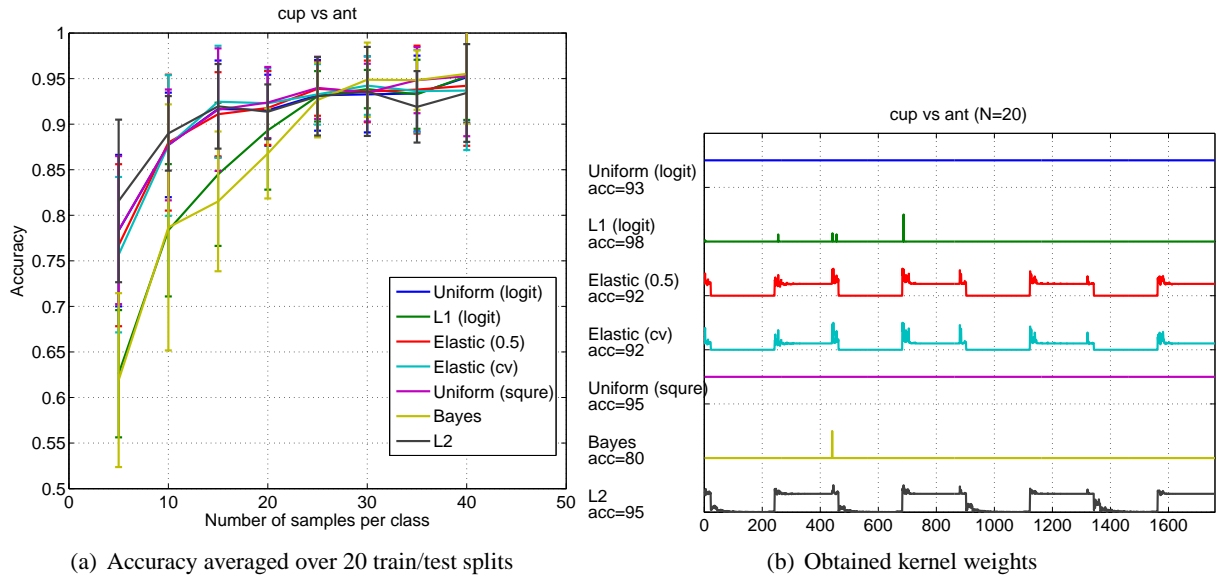 cup vs ant
1
0.95
0.9
0.85
0.8
0.75
0.7
0.65
0.6
0.55
0.5
Accuracy
0
10
20
30
40
50
Number of samples per class
Uniform (logit)
L1 (logit)
Elastic (0.5)
Elastic (cv)
Uniform (squre)
Bayes
L2
(a) Accuracy averaged over 20 train/test splits
cup vs ant (N=20)
Uniform (logit)
acc=93
L1 (logit)
acc=98
Elastic (0.5)
acc=92
Elastic (cv)
acc=92
Uniform (squre)
acc=95
Bayes
acc=80
L2
acc=95
0
200
400
600
800
1000
1200
1400
1600
(b) Obtained kernel weights